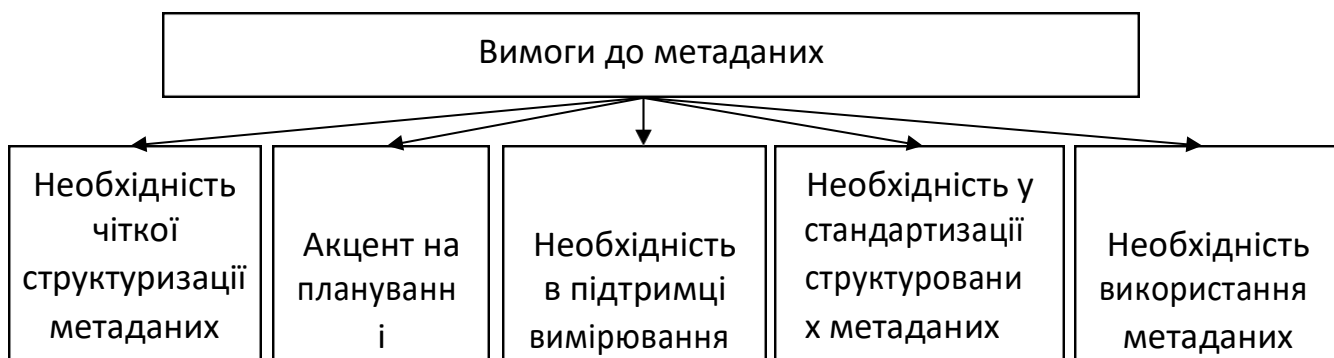 Вимоги до метаданих
Необхідність
чіткої
структуризації
метаданих
Акцент на
плануванн
і
Необхідність
в підтримці
вимірювання
Необхідність у
стандартизації
структуровани
х метаданих
Необхідність
використання
метаданих